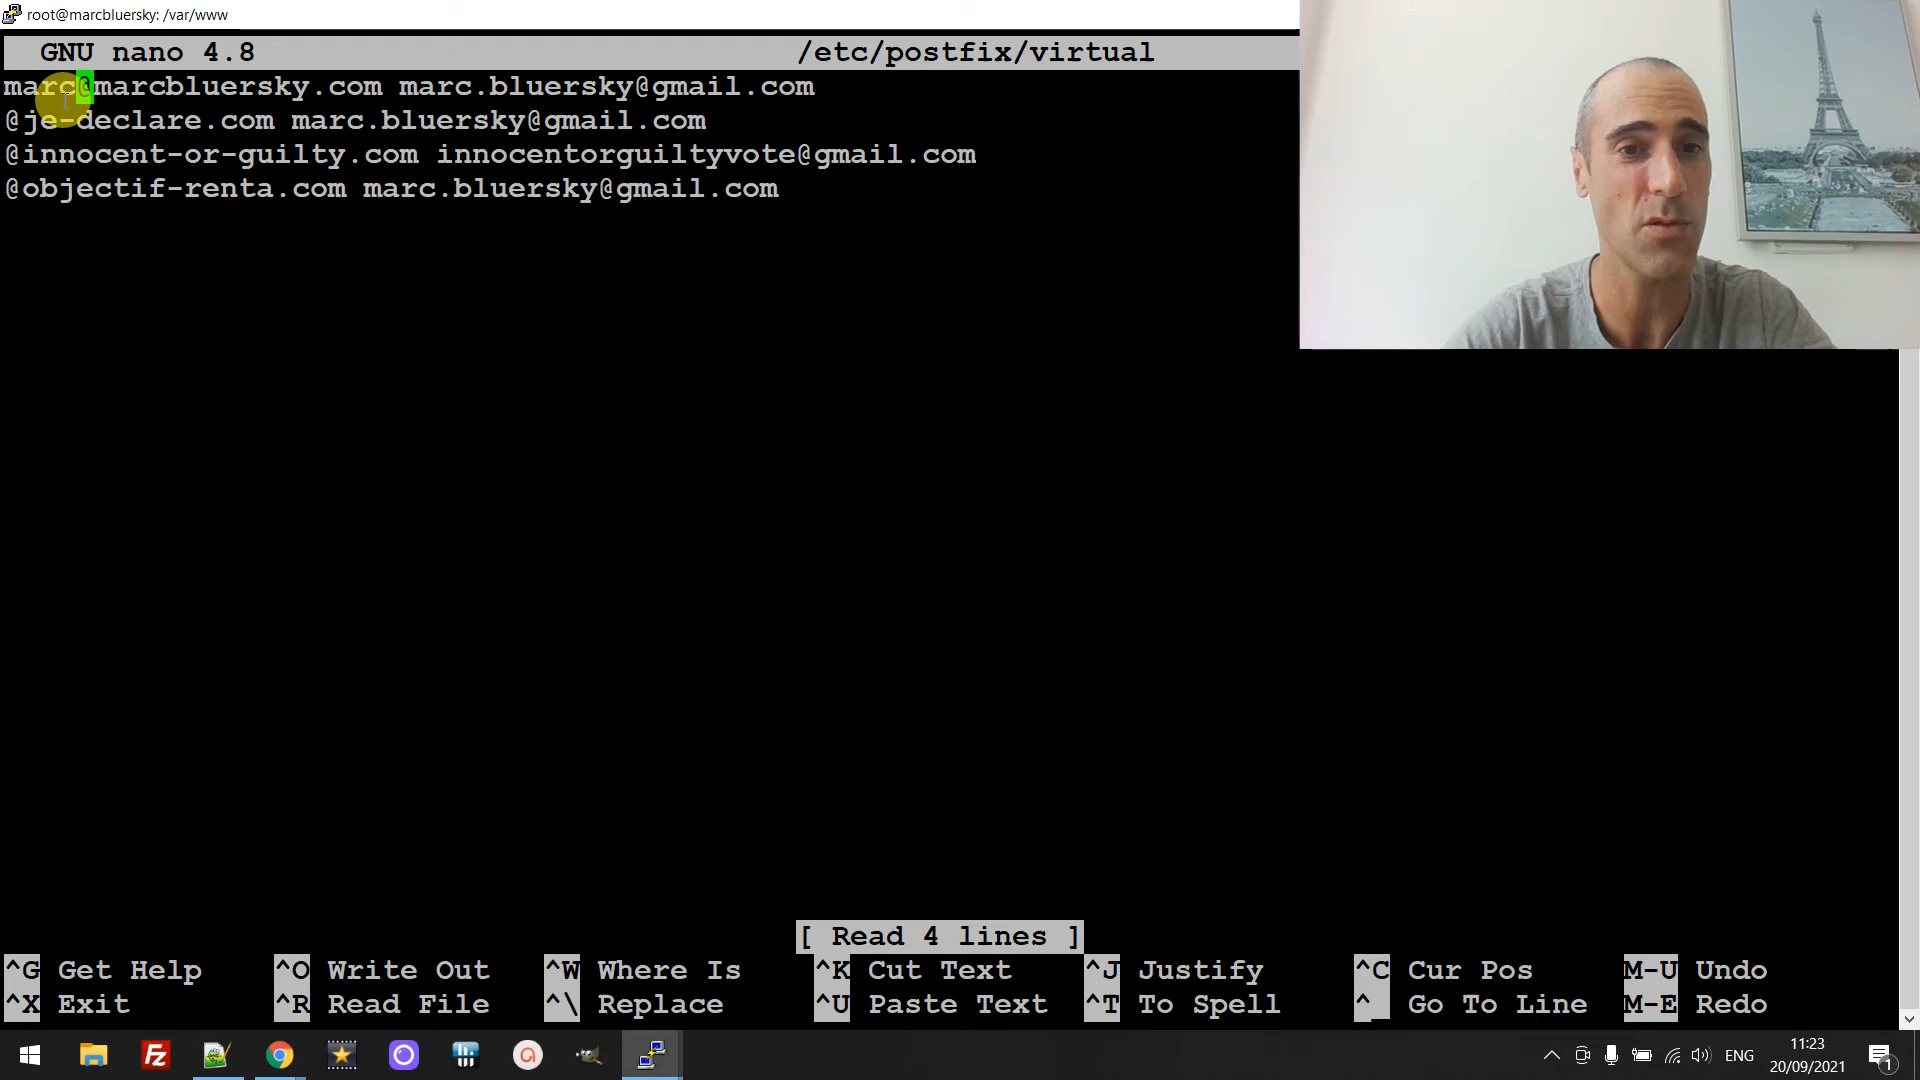 root@marcbluersky: /var/www
GNU nano 4.8 /etc/postfix/virtual
marc@marcbluersky.com marc.bluersky@gmail.com
@je-declare.com marc.bluersky@gmail.com
@innocent-or-guilty.com innocentorguiltyvote@gmail.com
@objectif-renta.com marc.bluersky@gmail.com
[ Read 4 lines ]
^G Get Help ^O Write Out ^W Where Is ^K Cut Text ^J Justify ^C Cur Pos M-U Undo
^X Exit ^R Read File ^\ Replace ^U Paste Text ^T To Spell ^_ Go To Line M-E Redo
ENG
11:23
20/09/2021
1